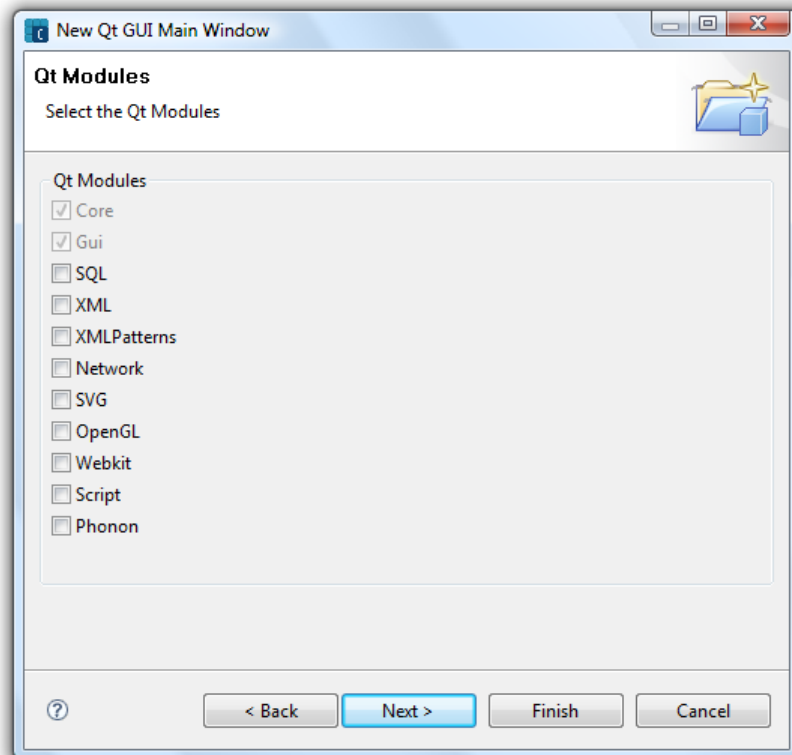 New Qt GUI Main Window
Qt Modules
Select the Qt Modules
Qt Modules
Core
Gui
SQL
XML
XMLPatterns
Network
SVG
OpenGL
Webkit
Script
Phonon
? < Back Next > Finish Cancel